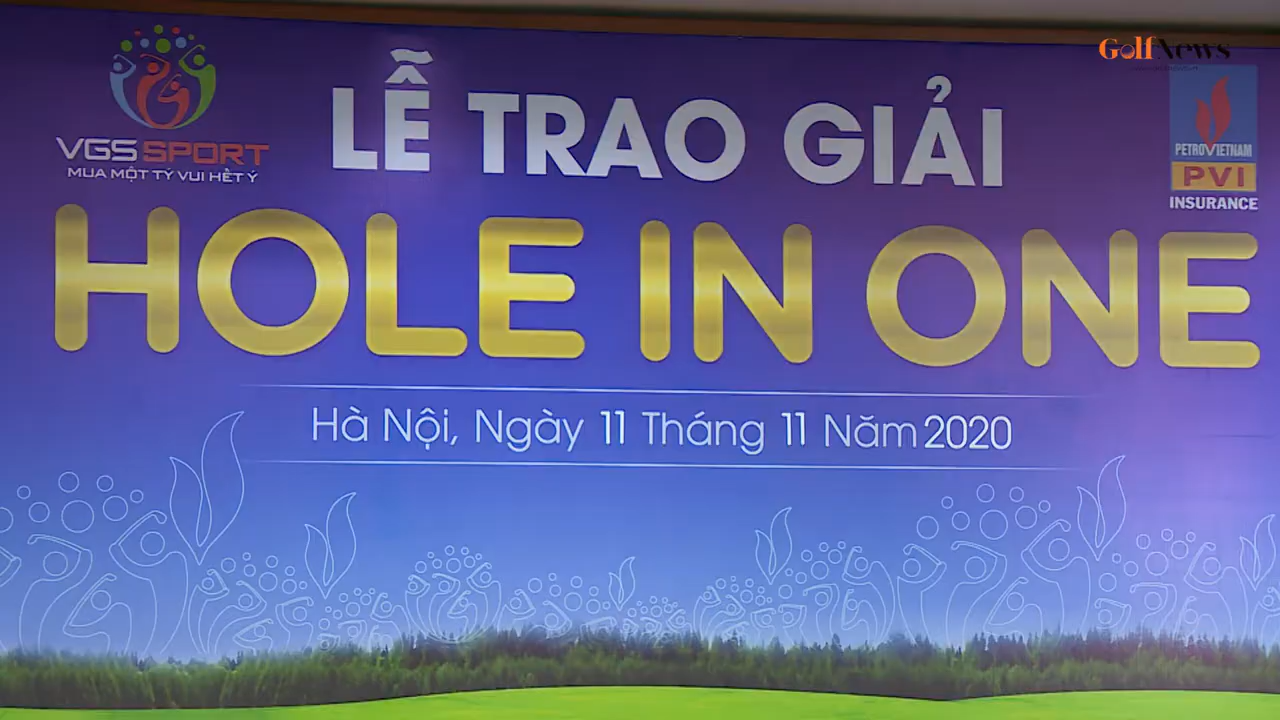 GolfNews
VGS SPORT
MUA MỘT TỶ VUI HẾT Ý
LỄ TRAO GIẢI
PETROVIETNAM
PVI
INSURANCE
HOLE IN ONE
Hà Nội, Ngày 11 Tháng 11 Năm 2020